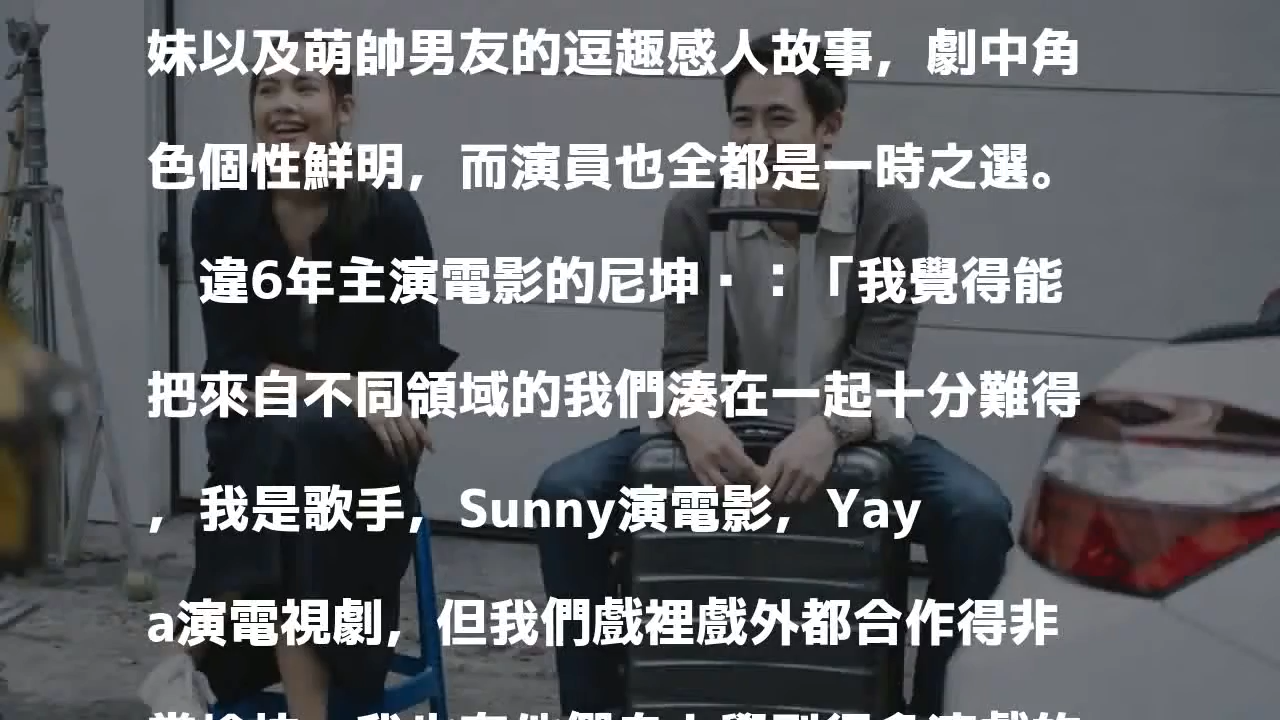 妹以及萌帥男友的逗趣感人故事，劇中角
色個性鮮明，而演員也全都是一時之選。
違6年主演電影的尼坤▪：「我覺得能
把來自不同領域的我們湊在一起十分難得
，我是歌手，Sunny演電影，Yay
a演電視劇，但我們戲裡戲外都合作得非